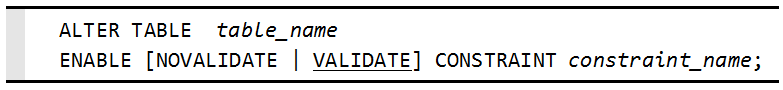 ALTER TABLE  table_name
ENABLE [NOVALIDATE | VALIDATE] CONSTRAINT constraint_name;